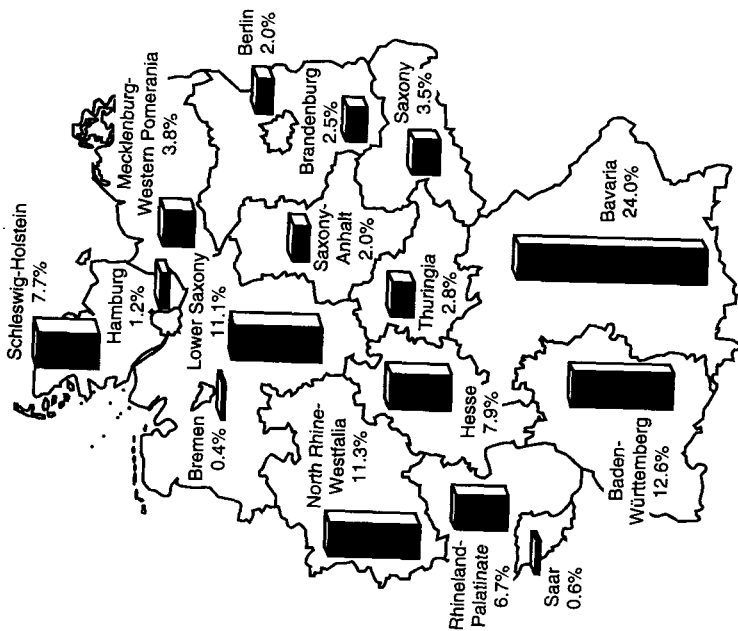 Schleswig-Holstein
7.7%
Hamburg
1.2%
Mecklenburg-
Western Pomerania
3.8%
Berlin
2.0%
Bremen
0.4%
Lower Saxony
11.1%
Saxony-
Anhalt
2.0%
Brandenburg
2.5%
North Rhine-
Westfalia
11.3%
Hesse
7.9%
Thuringia
2.8%
Saxony
3.5%
Rhineland-
Palatinate
6.7%
Saar
0.6%
Baden-
Württemberg
12.6%
Bavaria
24.0%